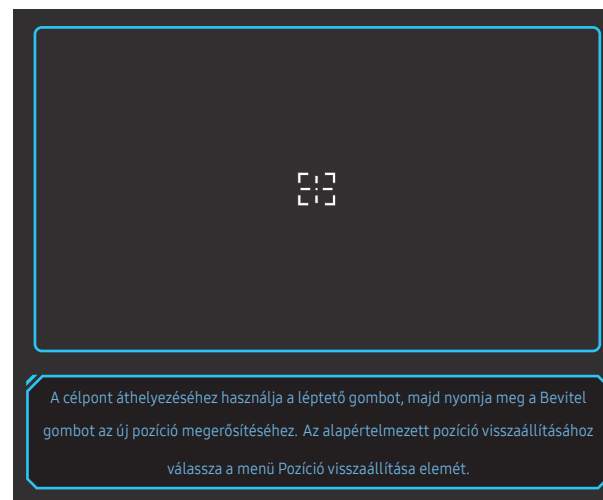 A célpont áthelyezéséhez használja a léptető gombot, majd nyomja meg a Bevitel
gombot az új pozíció megerősítéséhez. Az alapértelmezett pozíció visszaállításához
válassza a menü Pozíció visszaállítása elemét.